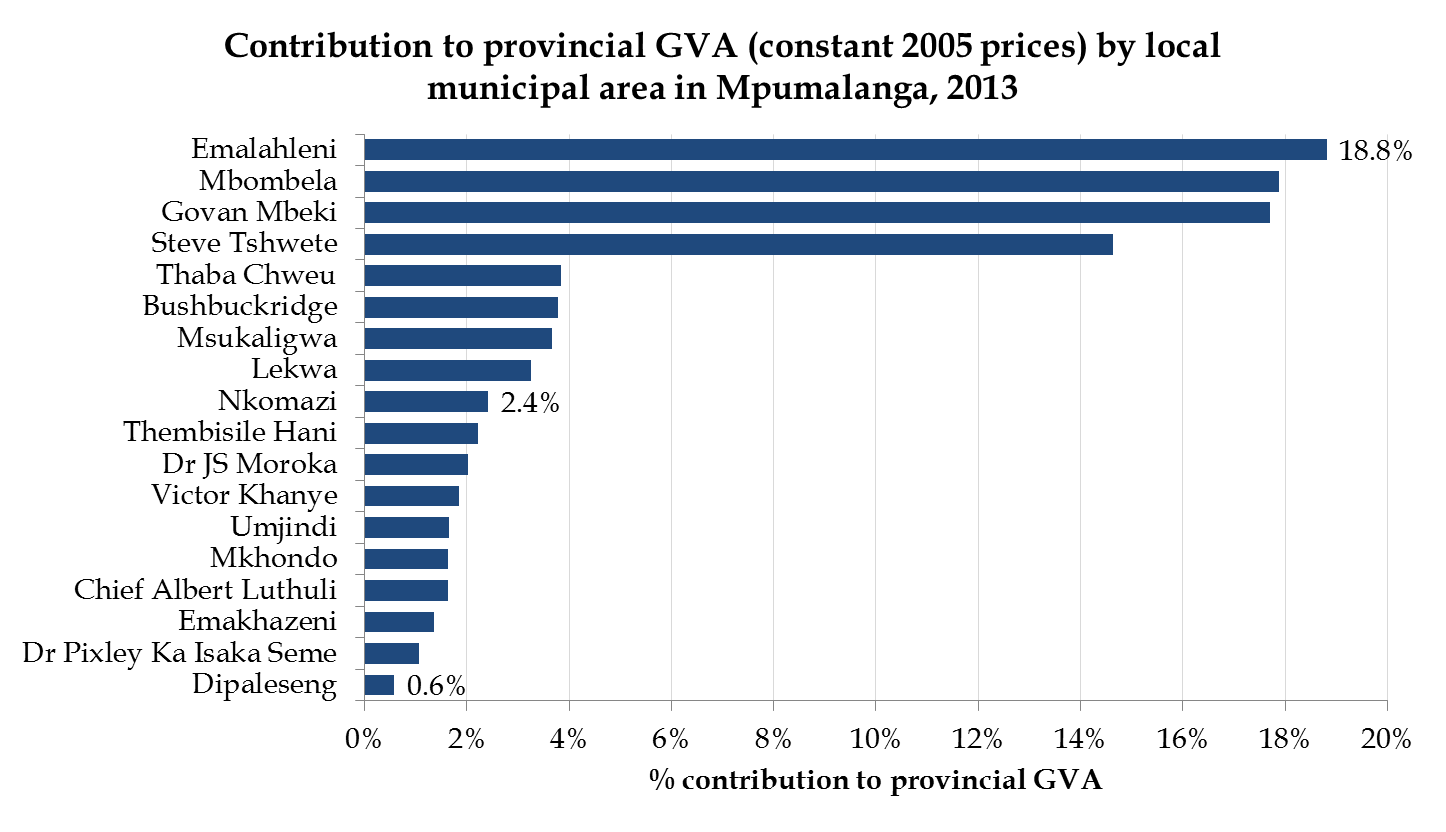 Contribution to provincial GVA (constant 2005 prices) by local
municipal area in Mpumalanga, 2013
Emalahleni 18.8%
Mbombela
Govan Mbeki
Steve Tshwete
Thaba Chweu
Bushbuckridge
Msukaligwa
Lekwa
Nkomazi 2.4%
Thembisile Hani
Dr JS Moroka
Victor Khanye
Umjindi
Mkhondo
Chief Albert Luthuli
Emakhazeni
Dr Pixley Ka Isaka Seme
Dipaleseng 0.6%
0% 2% 4% 6% 8% 10% 12% 14% 16% 18% 20%
% contribution to provincial GVA